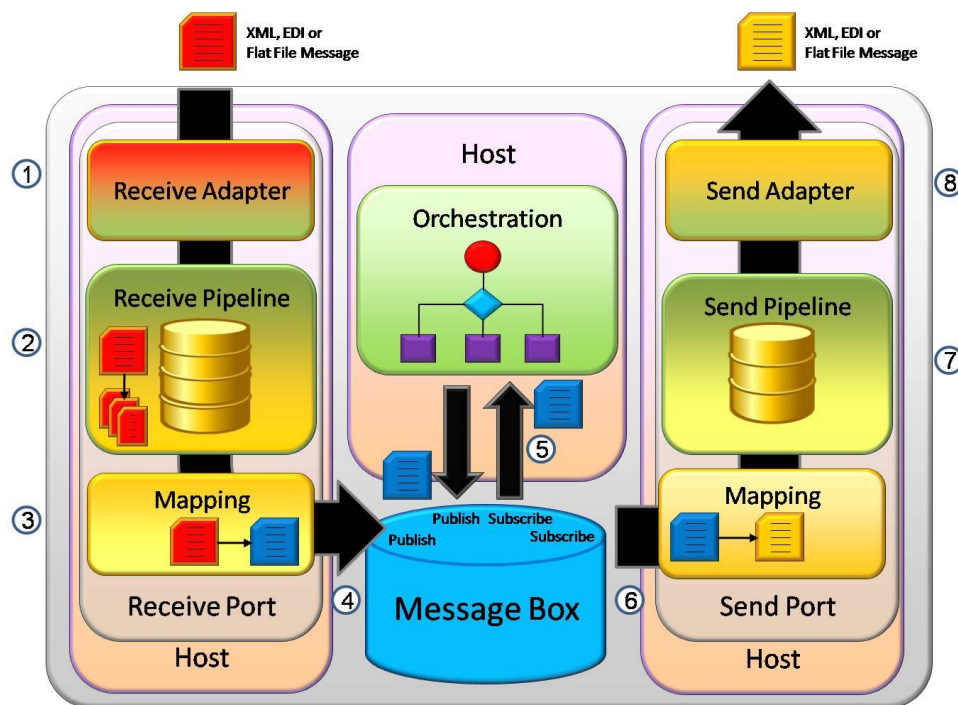 XML, EDI or
Flat File Message
XML, EDI or
Flat File Message
1
Receive Adapter
2
Receive Pipeline
3
Mapping
Receive Port
Host
4
Host
Orchestration
5
Publish Subscribe
Publish
Subscribe
Message Box
6
8
Send Adapter
7
Send Pipeline
Mapping
Send Port
Host